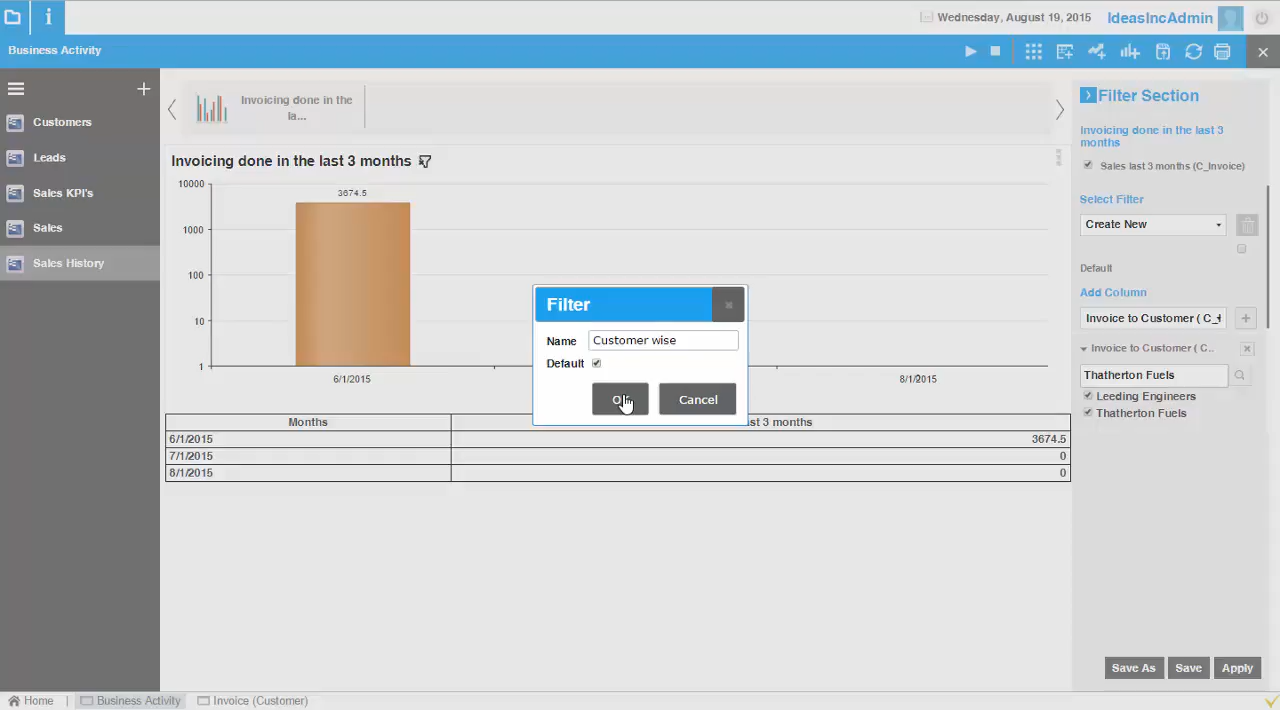 Wednesday, August 19, 2015
IdeasIncAdmin
Business Activity
Customers
Leads
Sales KPI's
Sales
Sales History
Invoicing done in the
la...
Invoicing done in the last 3 months
10000
1000
100
10
1
3674.5
6/1/2015
8/1/2015
Months
st 3 months
6/1/2015 3674.5
7/1/2015 0
8/1/2015 0
Filter
Name Customer wise
Default
Cancel
Filter Section
Invoicing done in the last 3
months
Sales last 3 months (C_Invoice)
Select Filter
Create New
Default
Add Column
Invoice to Customer ( C_
Invoice to Customer ( C..
Thatherton Fuels
Leeding Engineers
Thatherton Fuels
Save As Save Apply
Home | Business Activity Invoice (Customer)